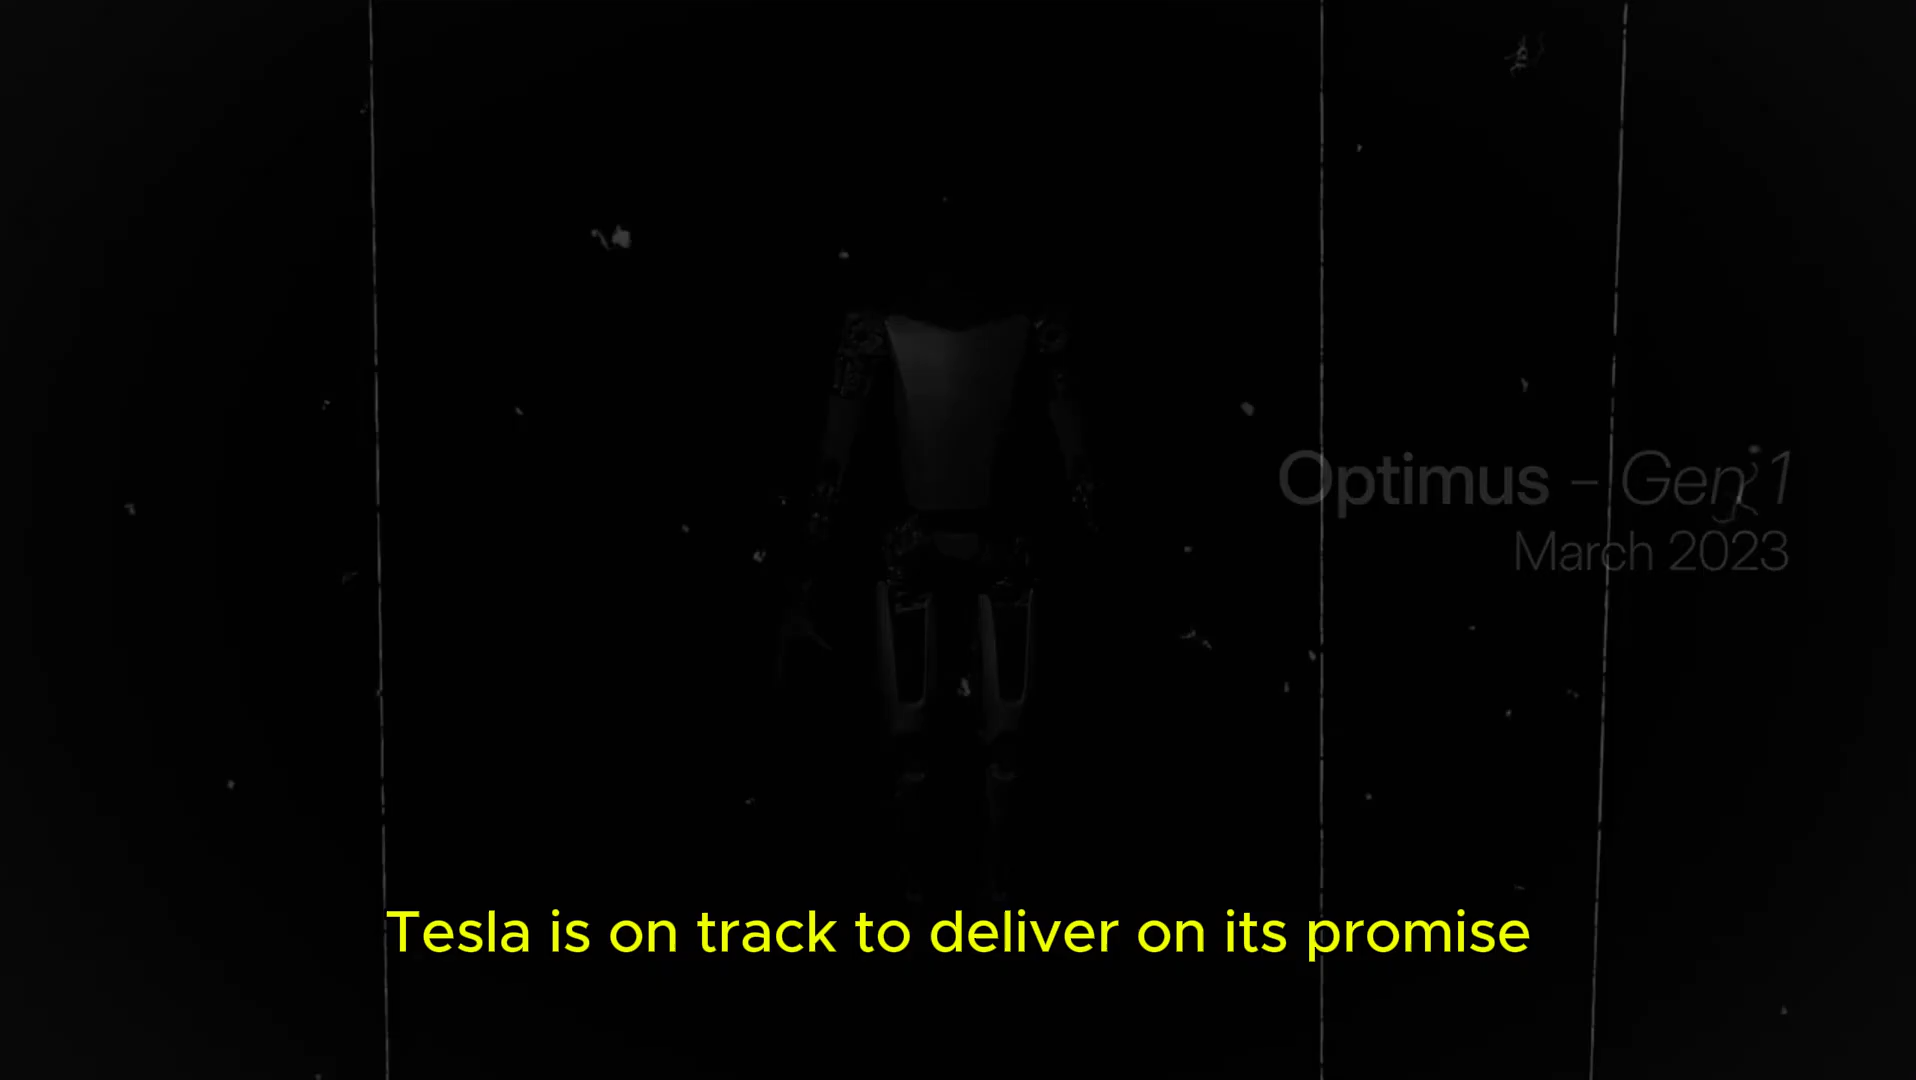 Optimus – Gen 1
March 2023
Tesla is on track to deliver on its promise